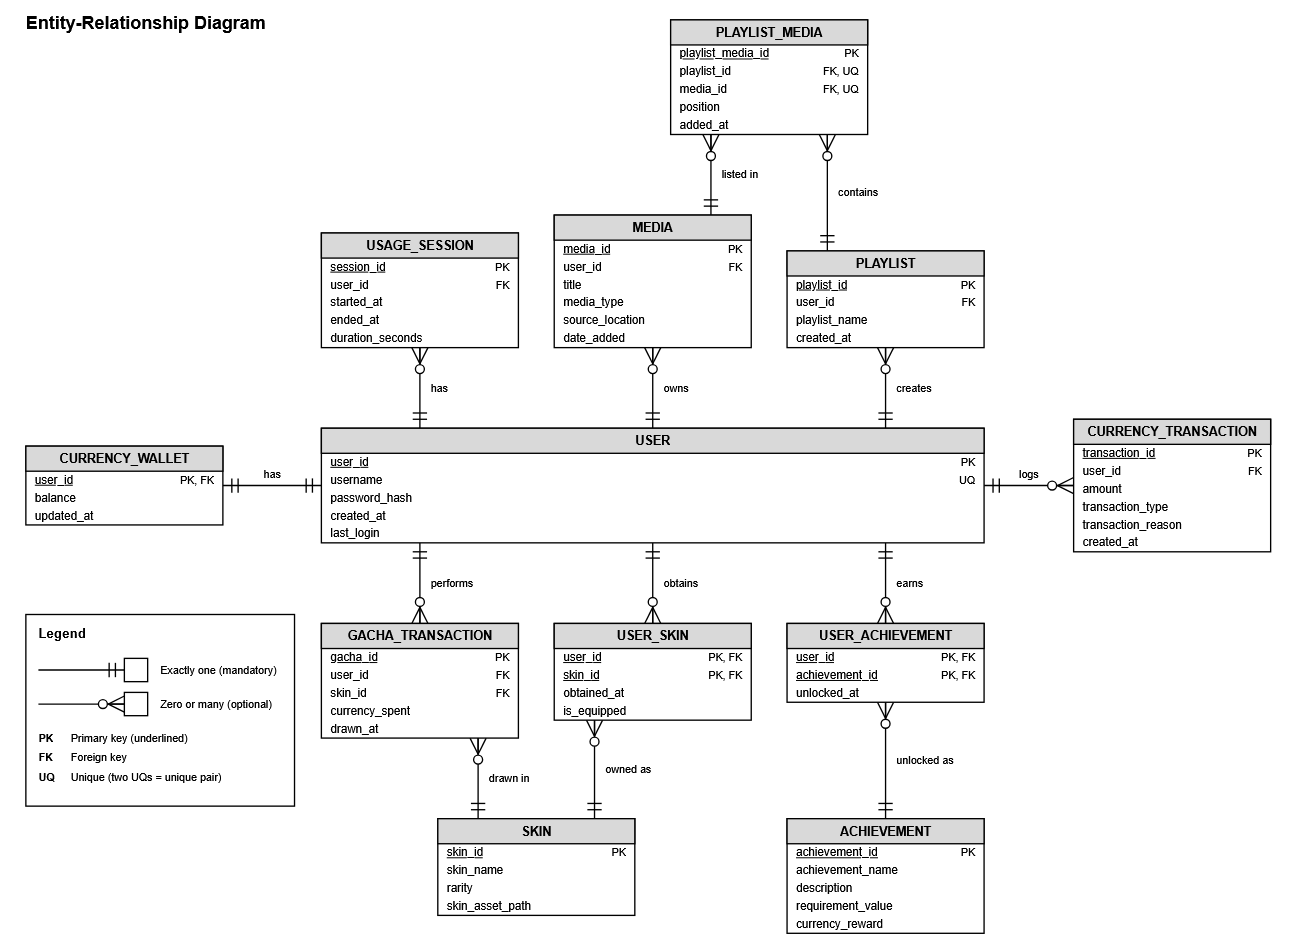 Entity-Relationship Diagram
PLAYLIST_MEDIA
playlist_media_id PK
playlist_id FK, UQ
media_id FK, UQ
position
added_at
listed in
contains
USAGE_SESSION
session_id PK
user_id FK
started_at
ended_at
duration_seconds
MEDIA
media_id PK
user_id FK
title
media_type
source_location
date_added
PLAYLIST
playlist_id PK
user_id FK
playlist_name
created_at
has
owns
creates
CURRENCY_WALLET
user_id PK, FK
balance
updated_at
has
USER
user_id PK
username UQ
password_hash
created_at
last_login
logs
CURRENCY_TRANSACTION
transaction_id PK
user_id FK
amount
transaction_type
transaction_reason
created_at
performs
obtains
earns
GACHA_TRANSACTION
gacha_id PK
user_id FK
skin_id FK
currency_spent
drawn_at
USER_SKIN
user_id PK, FK
skin_id PK, FK
obtained_at
is_equipped
USER_ACHIEVEMENT
user_id PK, FK
achievement_id PK, FK
unlocked_at
Legend
Exactly one (mandatory)
Zero or many (optional)
PK Primary key (underlined)
FK Foreign key
UQ Unique (two UQs = unique pair)
drawn in
owned as
unlocked as
SKIN
skin_id PK
skin_name
rarity
skin_asset_path
ACHIEVEMENT
achievement_id PK
achievement_name
description
requirement_value
currency_reward